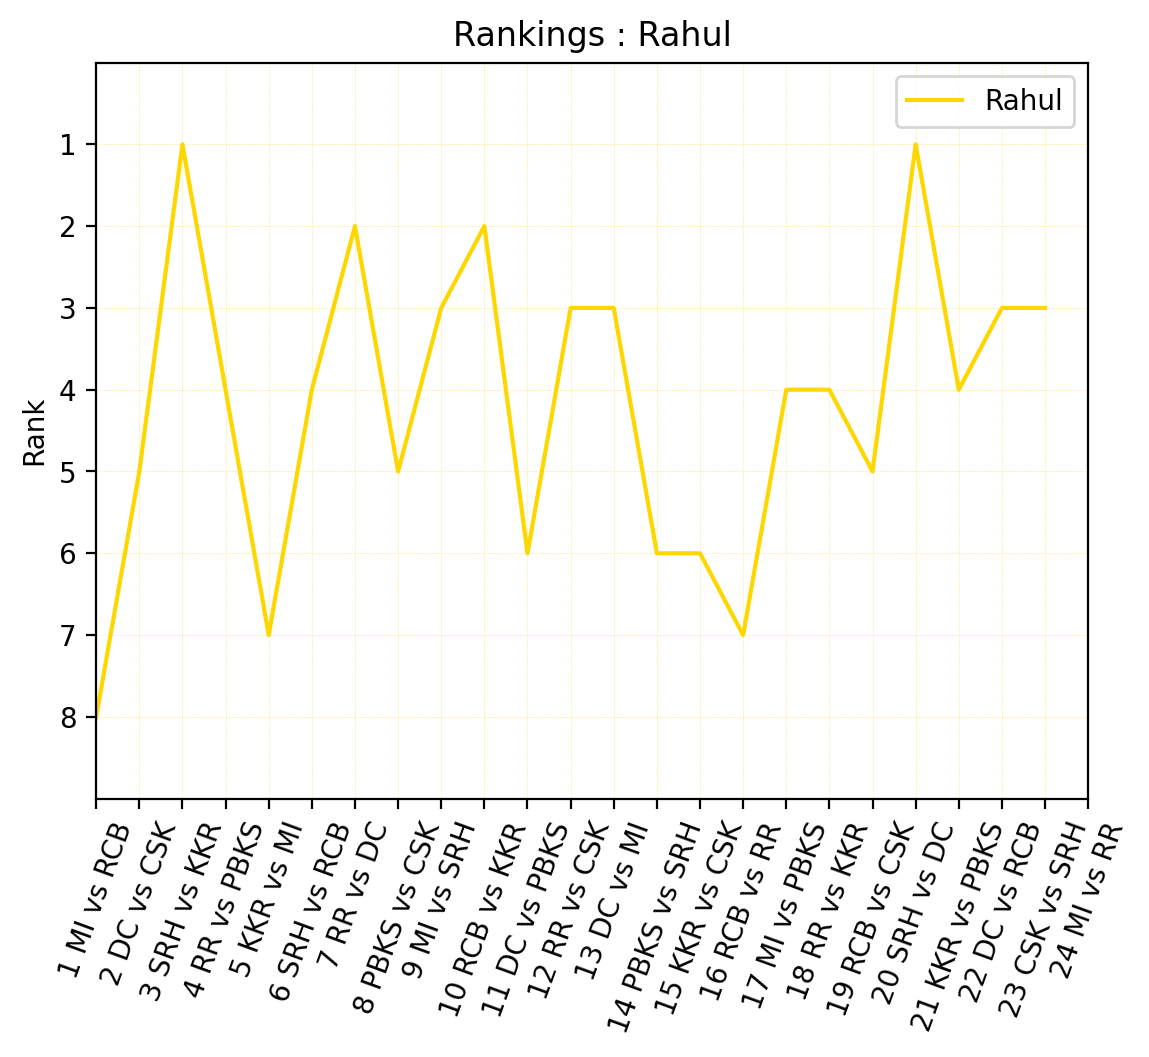 Rankings : Rahul
Rahul
Rank
1
2
3
4
5
6
7
8
1 MI vs RCB
2 DC vs CSK
3 SRH vs KKR
4 RR vs PBKS
5 KKR vs MI
6 SRH vs RCB
7 RR vs DC
8 PBKS vs CSK
9 MI vs SRH
10 RCB vs KKR
11 DC vs PBKS
12 RR vs CSK
13 DC vs MI
14 PBKS vs SRH
15 KKR vs CSK
16 RCB vs RR
17 MI vs PBKS
18 RR vs KKR
19 RCB vs CSK
20 SRH vs DC
21 KKR vs PBKS
22 DC vs RCB
23 CSK vs SRH
24 MI vs RR